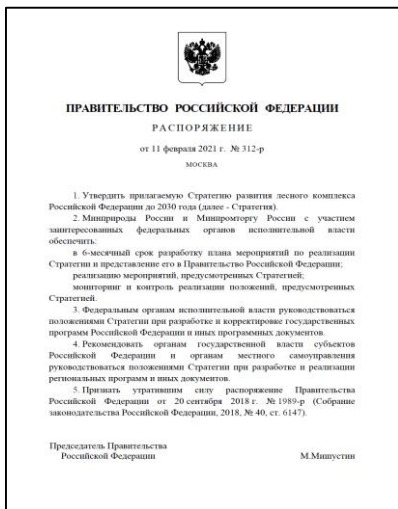 ПРАВИТЕЛЬСТВО РОССИЙСКОЙ ФЕДЕРАЦИИ
РАСПОРЯЖЕНИЕ
от 11 февраля 2021 г. № 312-р
МОСКВА
1. Утвердить прилагаемую Стратегию развития лесного комплекса
Российской Федерации до 2030 года (далее - Стратегия).
2. Минприроды России и Минпромторгу России с участием
заинтересованных федеральных органов исполнительной власти
обеспечить:
в 6-месячный срок разработку плана мероприятий по реализации
Стратегии и представление его в Правительство Российской Федерации;
реализацию мероприятий, предусмотренных Стратегией;
мониторинг и контроль реализации положений, предусмотренных
Стратегией.
3. Федеральным органам исполнительной власти руководствоваться
положениями Стратегии при разработке и корректировке государственных
программ Российской Федерации и иных программных документов.
4. Рекомендовать органам государственной власти субъектов
Российской Федерации и органам местного самоуправления
руководствоваться положениями Стратегии при разработке и реализации
региональных программ и иных документов.
5. Признать утратившим силу распоряжение Правительства
Российской Федерации от 20 сентября 2018 г. № 1989-р (Собрание
законодательства Российской Федерации, 2018, № 40, ст. 6147).
Председатель Правительства
Российской Федерации М.Мишустин